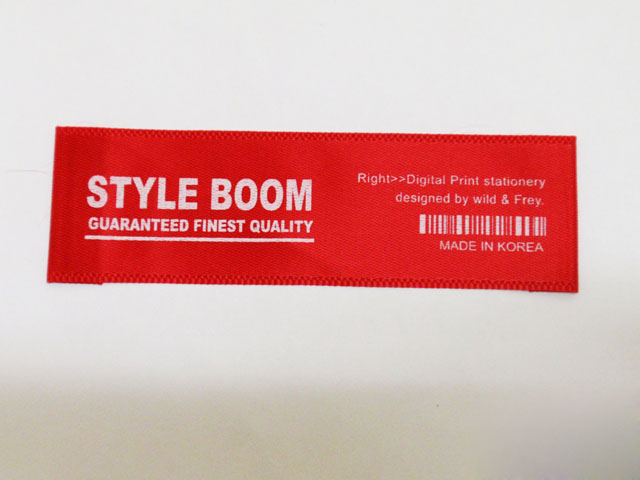 STYLE BOOM
GUARANTEED FINEST QUALITY
Right>>Digital Print stationery
designed by wild & Frey.
MADE IN KOREA